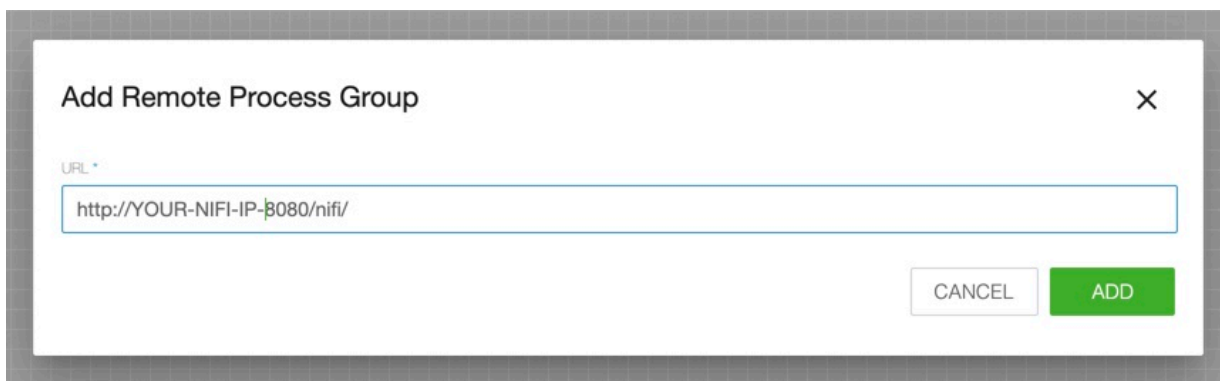 Add Remote Process Group
URL *
http://YOUR-NIFI-IP-8080/nifi/
CANCEL
ADD